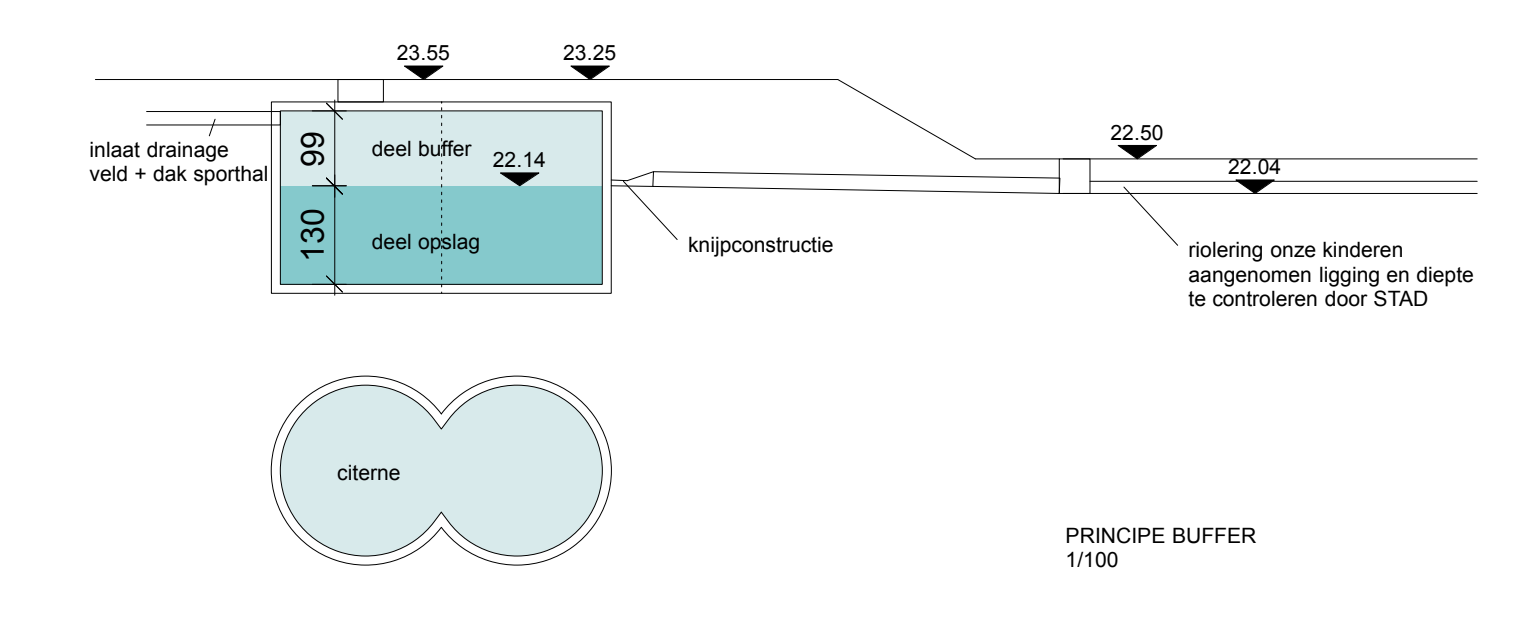 23.55
23.25
22.50
22.04
inlaat drainage
veld + dak sporthal
99
deel buffer
22.14
130
deel opslag
knijpconstructie
riolering onze kinderen
aangenomen ligging en diepte
te controleren door STAD
citerne
PRINCIPE BUFFER
1/100